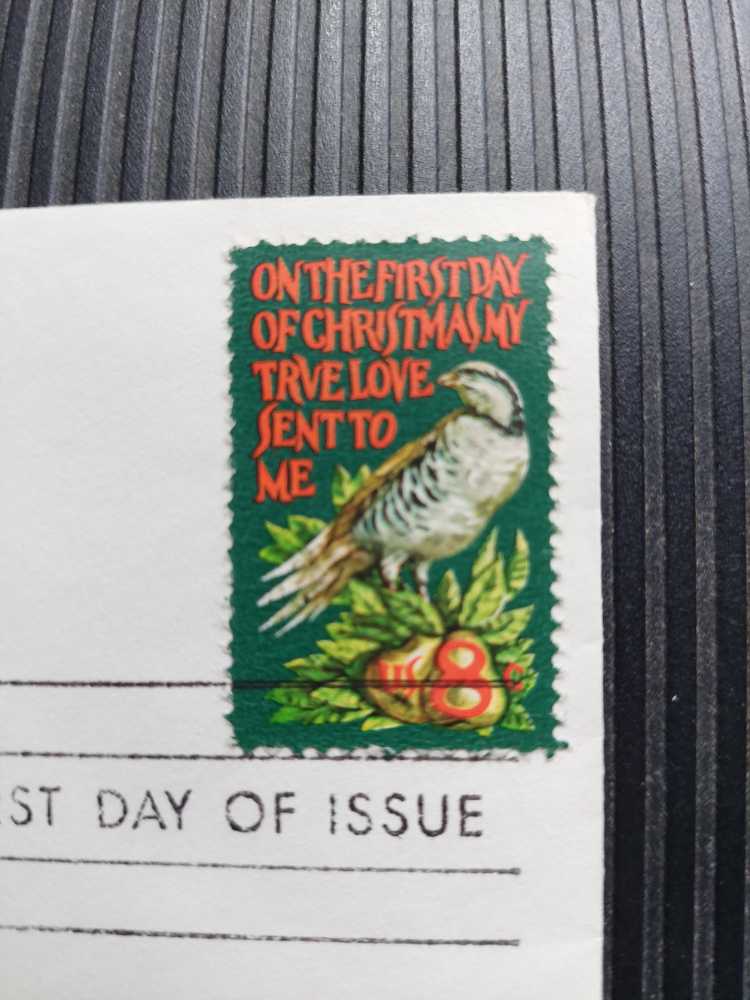 ON THE FIRST DAY
OF CHRISTMAS MY
TRVE LOVE
SENT TO
ME
US 8c
ST DAY OF ISSUE